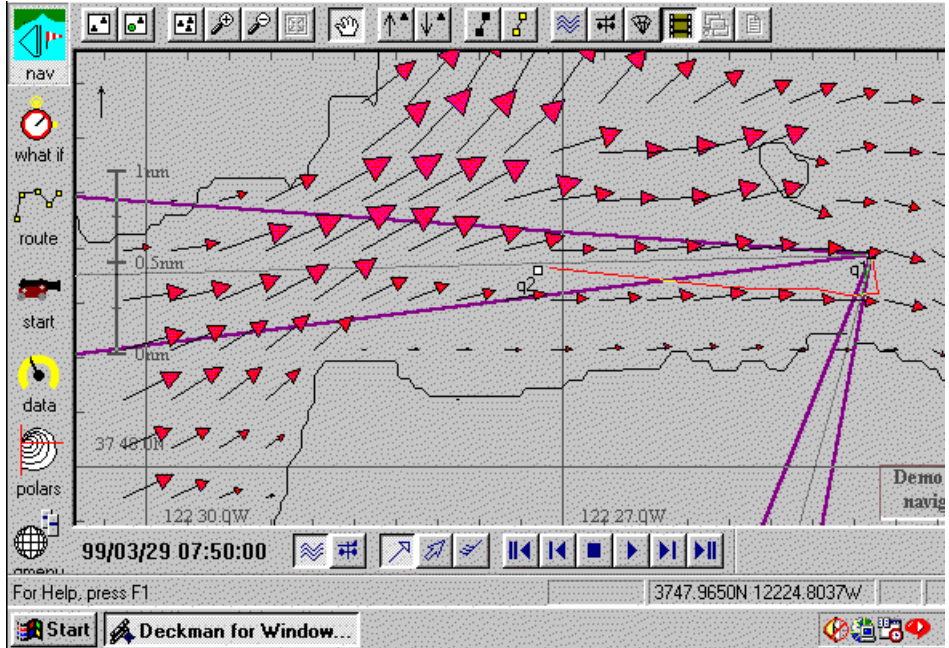 nav
what if
route
start
data
polars
gmenu
1nm
0.5nm
0nm
q2
q
37 48.0N
122 30.0W
122 27.0W
Demo
navig
99/03/29 07:50:00
For Help, press F1
3747.9650N 12224.8037W
Start
Deckman for Window...